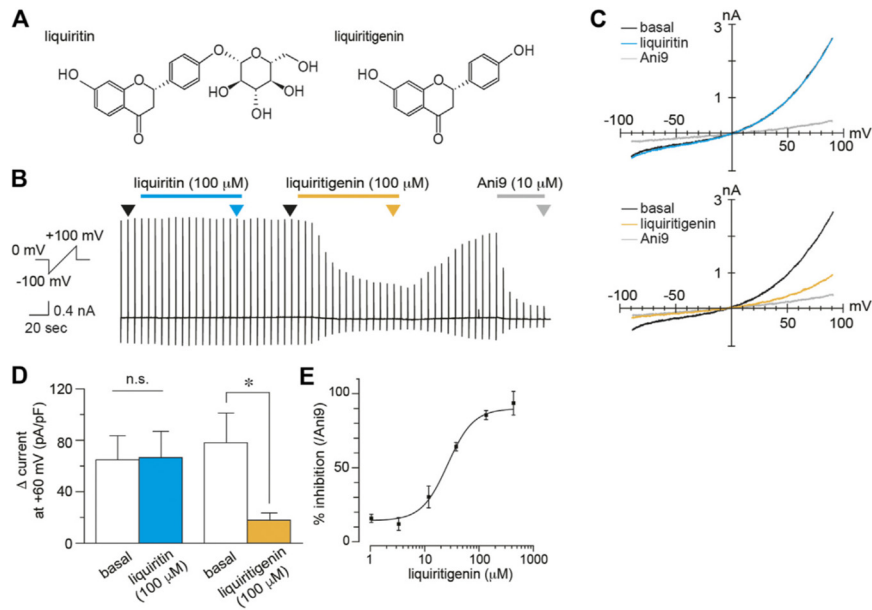 A
liquiritin
liquiritigenin
HO
O
O
O
O
OH
HO
OH
OH
OH
HO
O
O
OH
B
liquiritin (100 µM)
liquiritigenin (100 µM)
Ani9 (10 µM)
+100 mV
0 mV
-100 mV
0.4 nA
20 sec
C
nA
3
basal
liquiritin
Ani9
1
-100
-50
50
100
mV
nA
3
basal
liquiritigenin
Ani9
1
-100
-50
50
100
mV
D
Δ current
at +60 mV (pA/pF)
120
80
40
0
n.s.
*
basal
liquiritin
(100 µM)
basal
liquiritigenin
(100 µM)
E
% inhibition (/Ani9)
100
50
0
1
10
100
1000
liquiritigenin (µM)